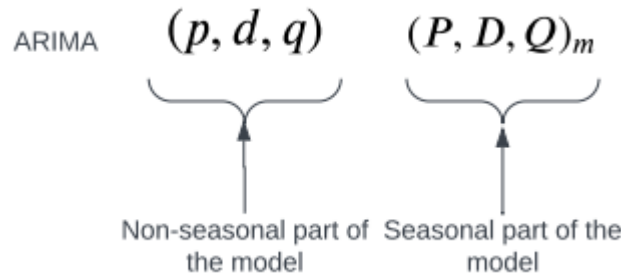 ARIMA (p, d, q) (P, D, Q)m
Non-seasonal part of
the model
Seasonal part of the
model